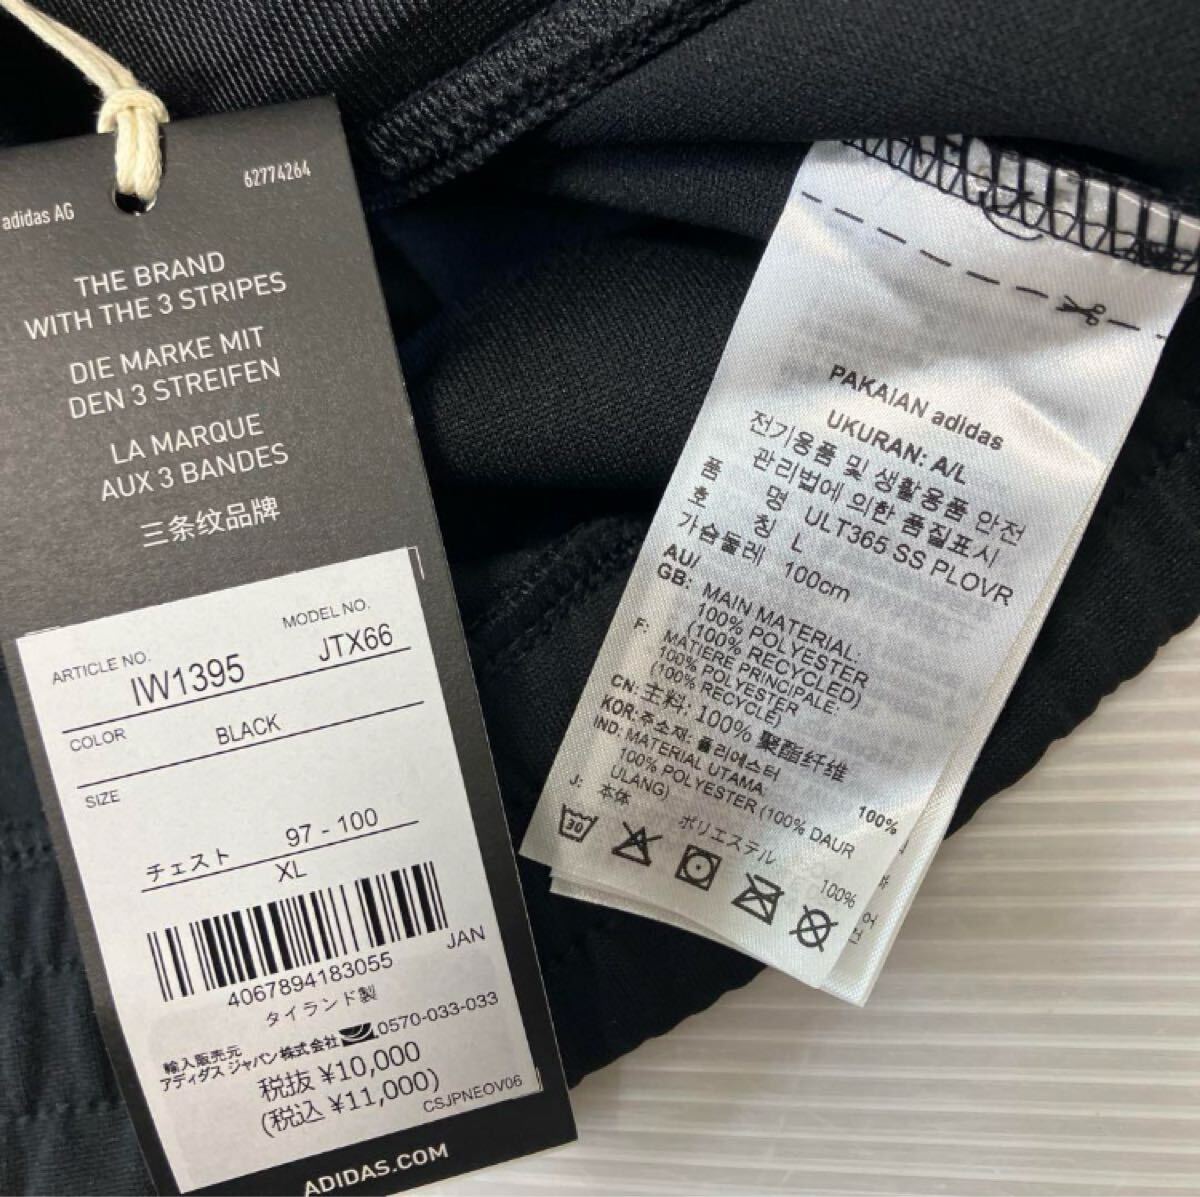 adidas AG
62774264
THE BRAND
WITH THE 3 STRIPES
DIE MARKE MIT
DEN 3 STREIFEN
LA MARQUE
AUX 3 BANDES
三条纹品牌
ARTICLE NO.
MODEL NO.
IW1395
JTX66
COLOR
BLACK
SIZE
チェスト 97 - 100
XL
4067894183055
JAN
タイランド製
輸入販売元
アディダス ジャパン株式会社 0570-033-033
税抜 ¥10,000
(税込 ¥11,000)
CSJPNEOV06
ADIDAS.COM
PAKAIAN adidas
UKURAN: A/L
전기용품 및 생활용품 안전
관리법에 의한 품질표시
품 명 ULT365 SS PLOVR
호 칭 L
가슴둘레 100cm
AU/
GB: MAIN MATERIAL:
100% POLYESTER
(100% RECYCLED)
F: MATIERE PRINCIPALE:
100% POLYESTER
(100% RECYCLE)
CN: 主料: 100% 聚酯纤维
KOR: 주소재: 폴리에스터 100%
IND: MATERIAL UTAMA:
100% POLYESTER (100% DAUR
ULANG)
J: 本体
ポリエステル 100%
30